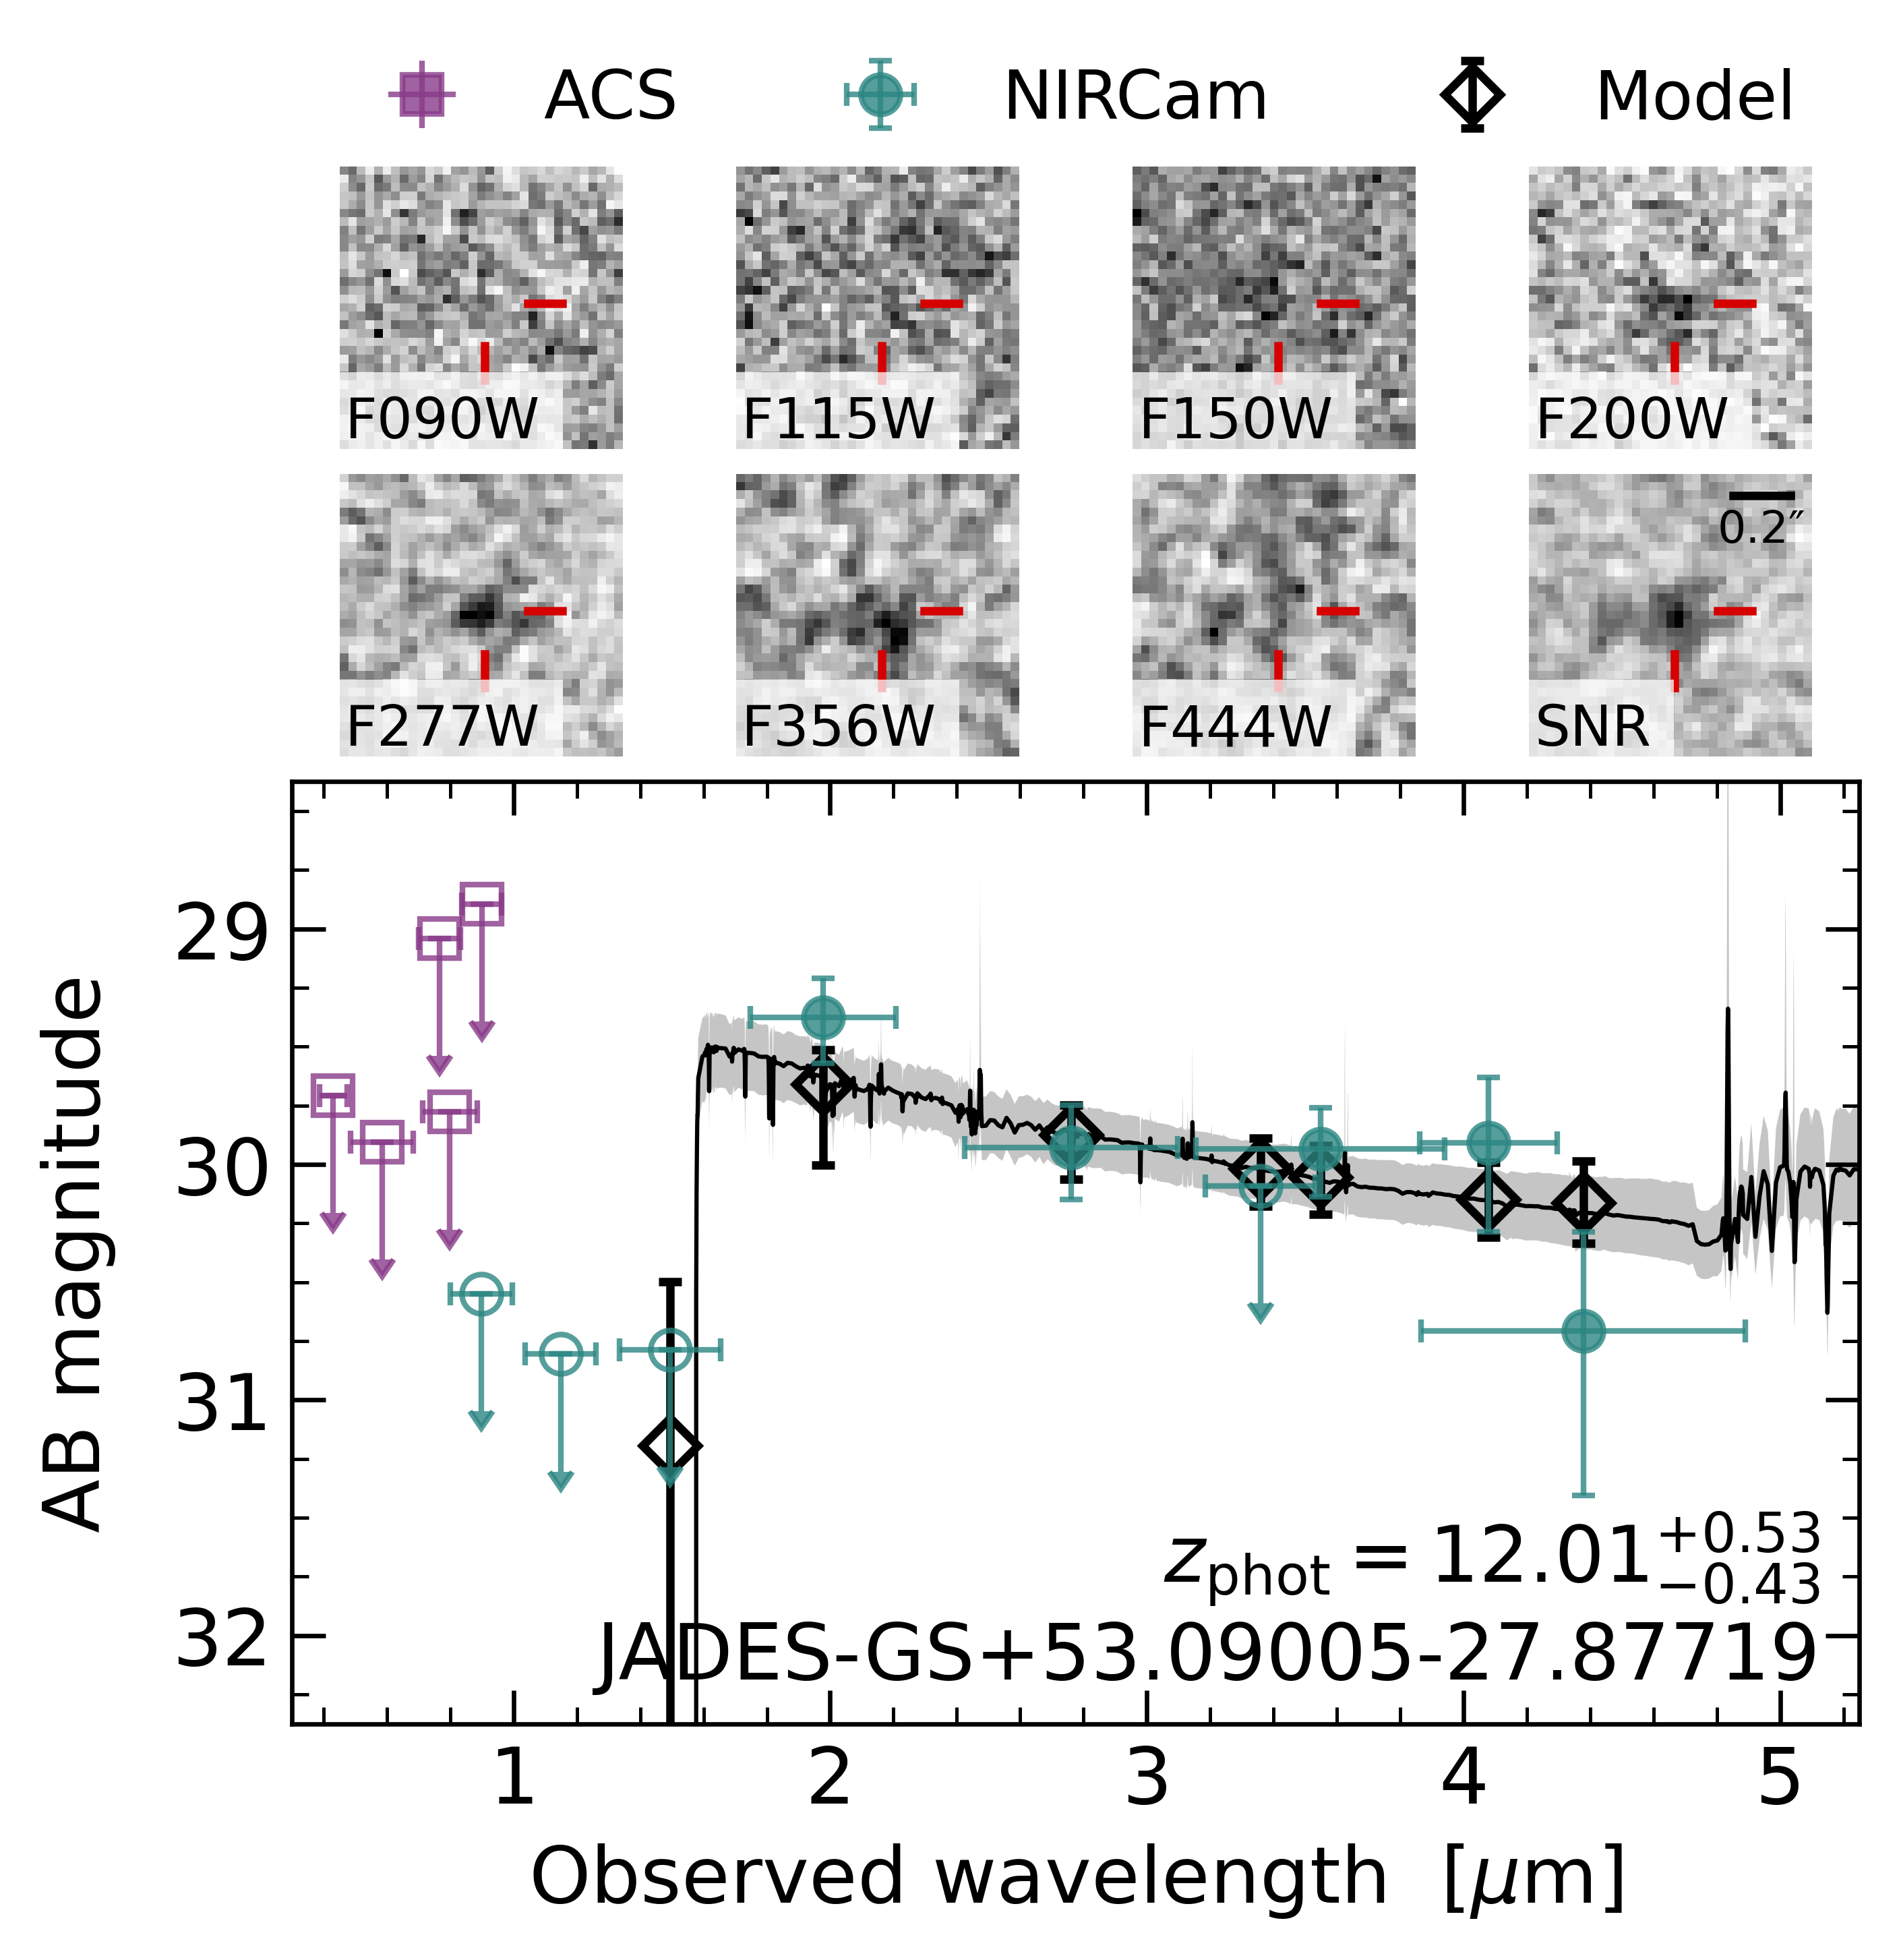 ACS NIRCam Model
F090W F115W F150W F200W
0.2″
F277W F356W F444W SNR
29
30
31
32
AB magnitude
z_phot = 12.01 +0.53 −0.43
JADES-GS+53.09005-27.87719
1 2 3 4 5
Observed wavelength [μm]